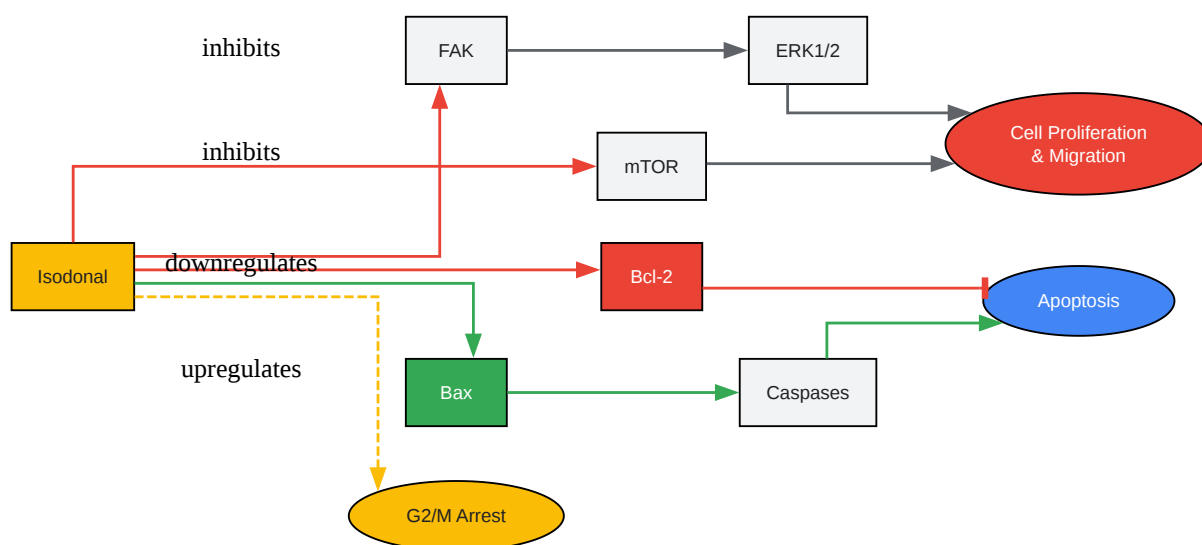 inhibits
FAK
ERK1/2
Cell Proliferation
& Migration
inhibits
mTOR
Isodonal
downregulates
Bcl-2
Apoptosis
upregulates
Bax
Caspases
G2/M Arrest